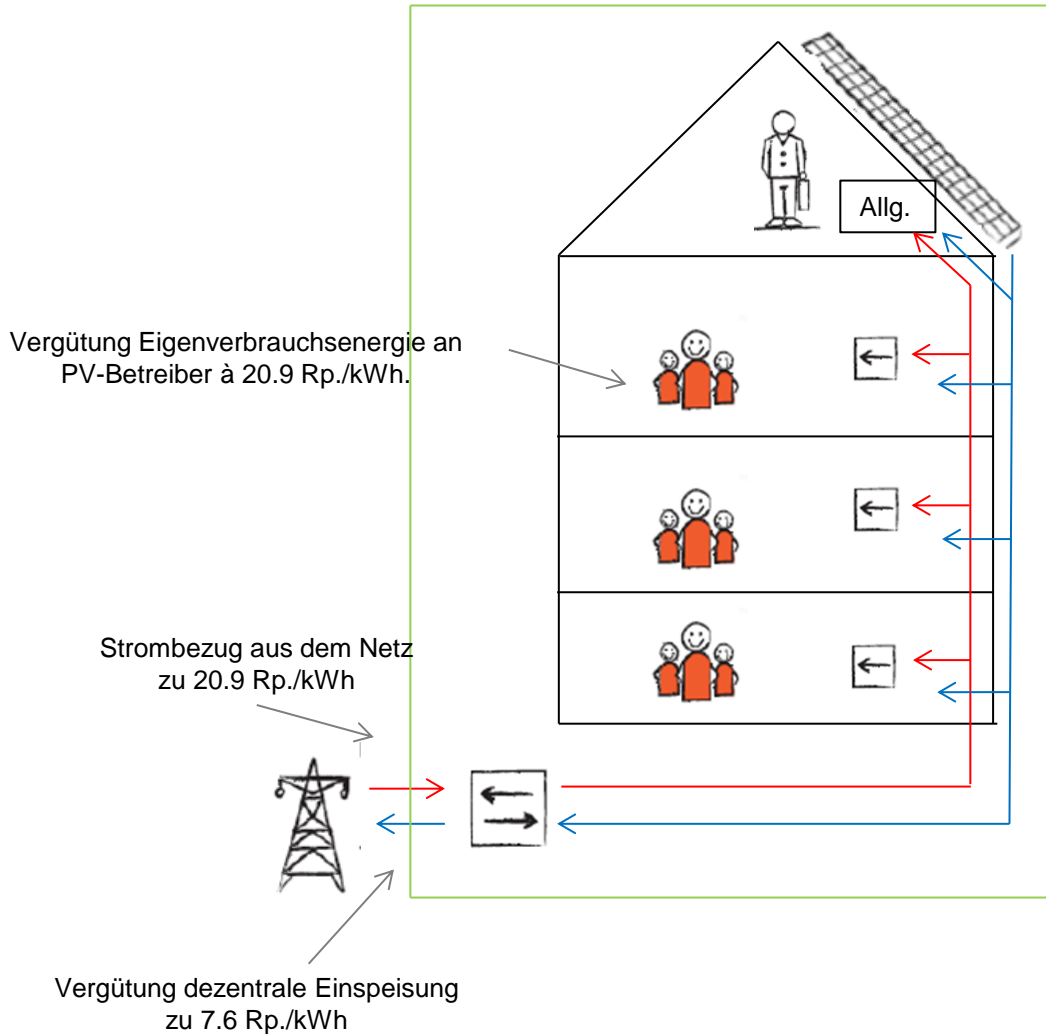 Allg.
Vergütung Eigenverbrauchsenergie an
PV-Betreiber à 20.9 Rp./kWh.
Strombezug aus dem Netz
zu 20.9 Rp./kWh
Vergütung dezentrale Einspeisung
zu 7.6 Rp./kWh